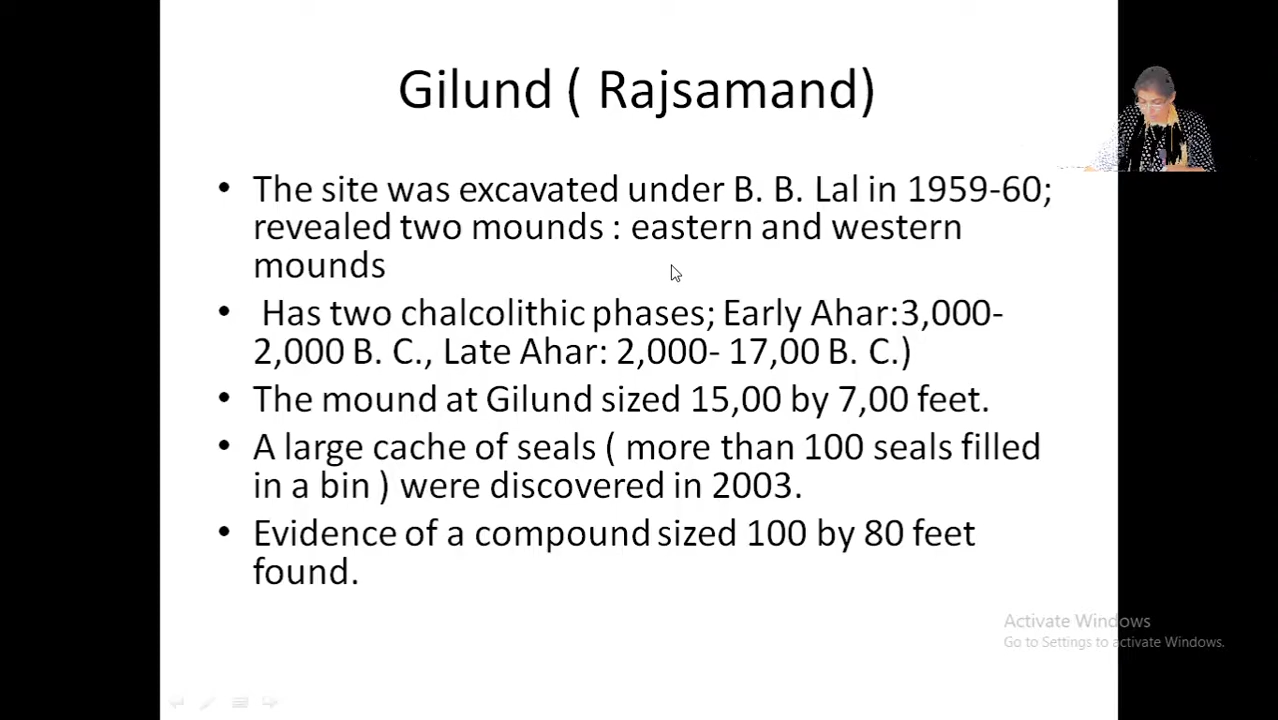 Gilund ( Rajsamand)
• The site was excavated under B. B. Lal in 1959-60;
revealed two mounds : eastern and western
mounds
• Has two chalcolithic phases; Early Ahar:3,000-
2,000 B. C., Late Ahar: 2,000- 17,00 B. C.)
• The mound at Gilund sized 15,00 by 7,00 feet.
• A large cache of seals ( more than 100 seals filled
in a bin ) were discovered in 2003.
• Evidence of a compound sized 100 by 80 feet
found.
Activate Windows
Go to Settings to activate Windows.